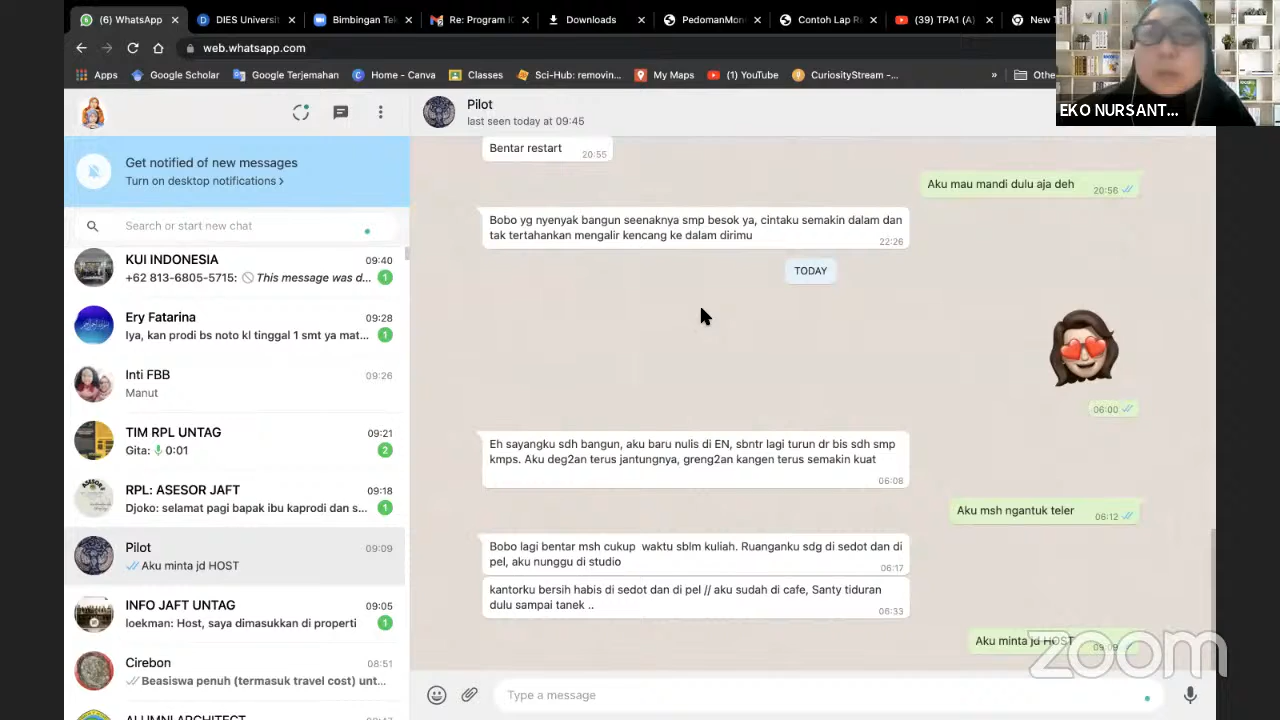 (6) WhatsApp
DIES Universit
Bimbingan Tek
Re: Program IC
Downloads
PedomanMon
Contoh Lap R
(39) TPA1 (A)
New T
web.whatsapp.com
Apps
Google Scholar
Google Terjemahan
Home - Canva
Classes
Sci-Hub: removin...
My Maps
(1) YouTube
CuriosityStream -...
»
Othe
EKO NURSANT...
Get notified of new messages
Turn on desktop notifications >
Search or start new chat
KUI INDONESIA 09:40
+62 813-6805-5715: This message was d... 1
Ery Fatarina 09:28
Iya, kan prodi bs noto kl tinggal 1 smt ya mat... 1
Inti FBB 09:26
Manut
TIM RPL UNTAG 09:21
Gita: 0:01 2
RPL: ASESOR JAFT 09:18
Djoko: selamat pagi bapak ibu kaprodi dan s... 1
Pilot 09:09
Aku minta jd HOST
INFO JAFT UNTAG 09:05
loekman: Host, saya dimasukkan di properti 1
Cirebon 08:51
Beasiswa penuh (termasuk travel cost) unt...
ALUMNI ARCHITECT
Pilot
last seen today at 09:45
Bentar restart 20:55
Aku mau mandi dulu aja deh 20:56
Bobo yg nyenyak bangun seenaknya smp besok ya, cintaku semakin dalam dan
tak tertahankan mengalir kencang ke dalam dirimu
22:26
TODAY
06:00
Eh sayangku sdh bangun, aku baru nulis di EN, sbntr lagi turun dr bis sdh smp
kmps. Aku deg2an terus jantungnya, greng2an kangen terus semakin kuat
06:08
Aku msh ngantuk teler 06:12
Bobo lagi bentar msh cukup waktu sblm kuliah. Ruanganku sdg di sedot dan di
pel, aku nunggu di studio
06:17
kantorku bersih habis di sedot dan di pel // aku sudah di cafe, Santy tiduran
dulu sampai tanek ..
06:33
Aku minta jd HOST 09:09
Type a message
zoom